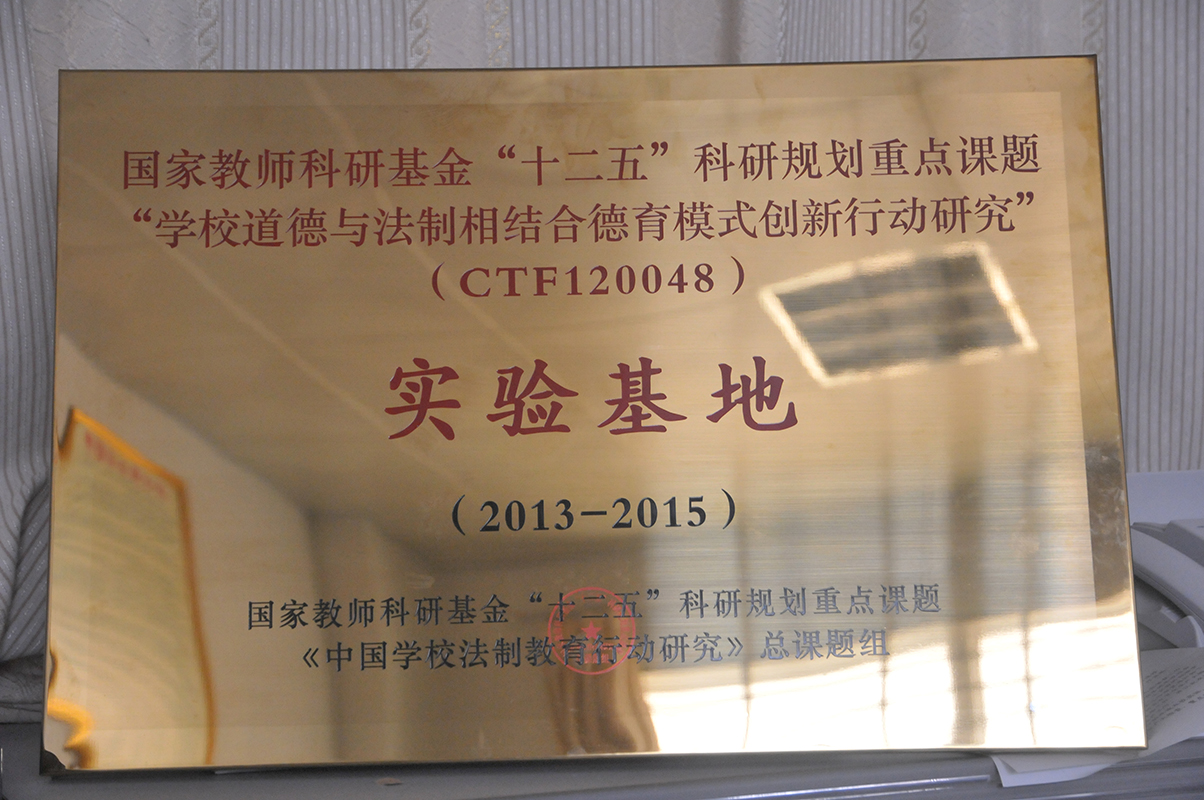 国家教师科研基金“十二五”科研规划重点课题
“学校道德与法制相结合德育模式创新行动研究”
（CTF120048）
实验基地
（2013-2015）
国家教师科研基金“十二五”科研规划重点课题
《中国学校法制教育行动研究》总课题组